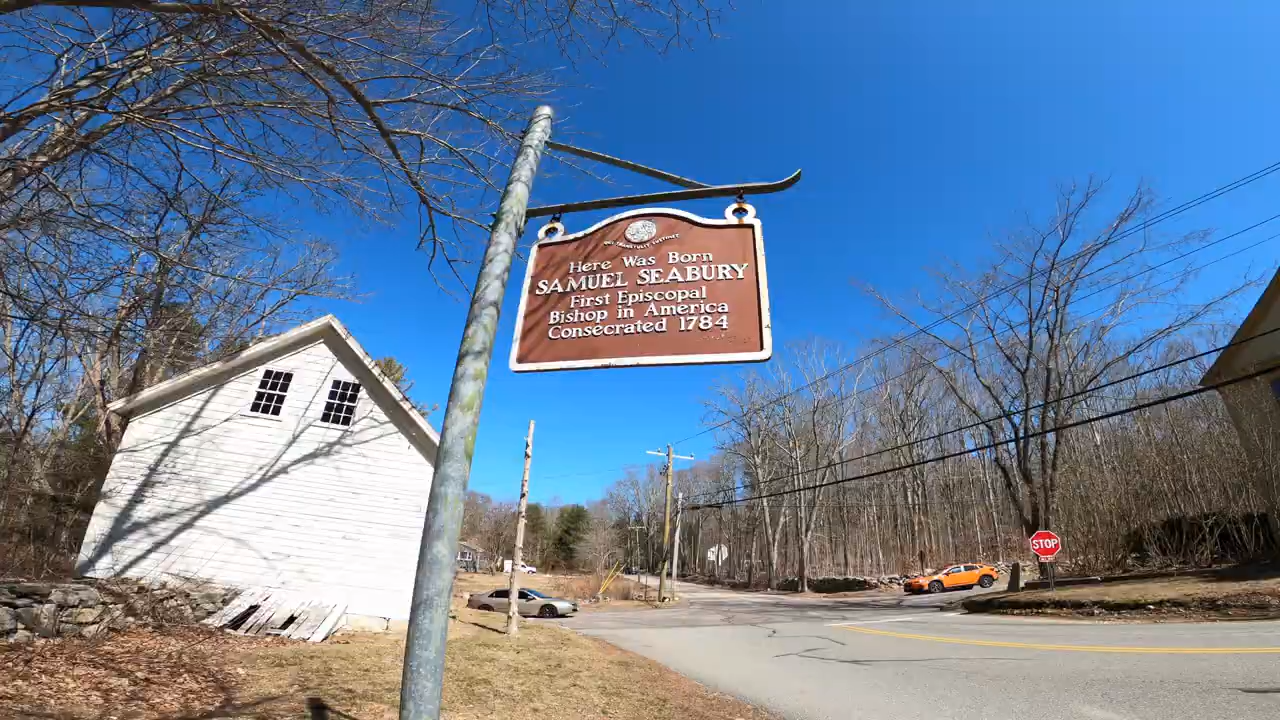 Here Was Born
SAMUEL SEABURY
First Episcopal
Bishop in America
Consecrated 1784
STOP